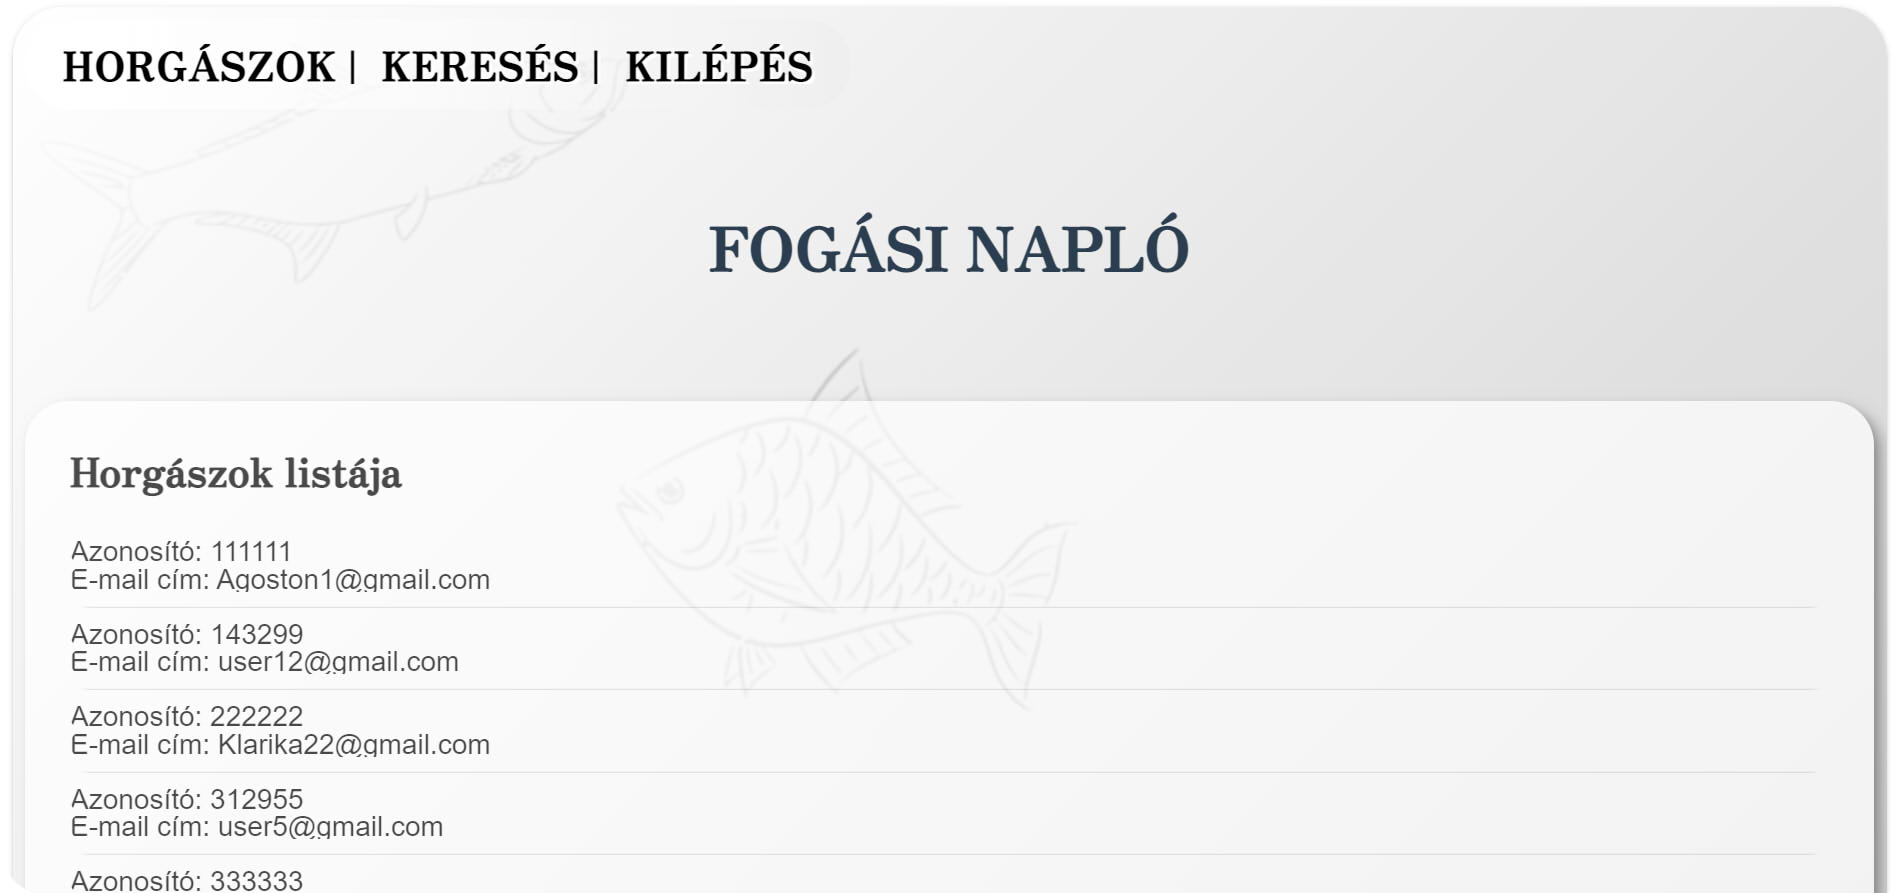 HORGÁSZOK | KERESÉS | KILÉPÉS
FOGÁSI NAPLÓ
Horgászok listája
Azonosító: 111111
E-mail cím: Agoston1@gmail.com
Azonosító: 143299
E-mail cím: user12@gmail.com
Azonosító: 222222
E-mail cím: Klarika22@gmail.com
Azonosító: 312955
E-mail cím: user5@gmail.com
Azonosító: 333333